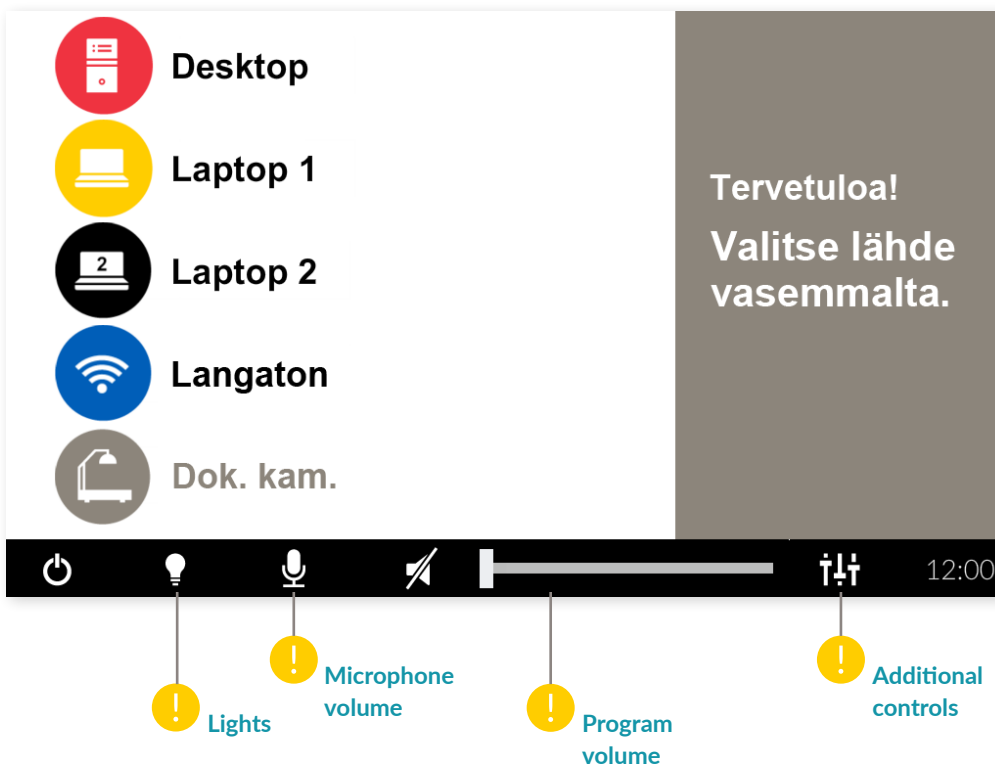 Desktop
Laptop 1
2
Laptop 2
Langaton
Dok. kam.
Tervetuloa!
Valitse lähde
vasemmalta.
12:00
! Lights
! Microphone
volume
! Program
volume
! Additional
controls